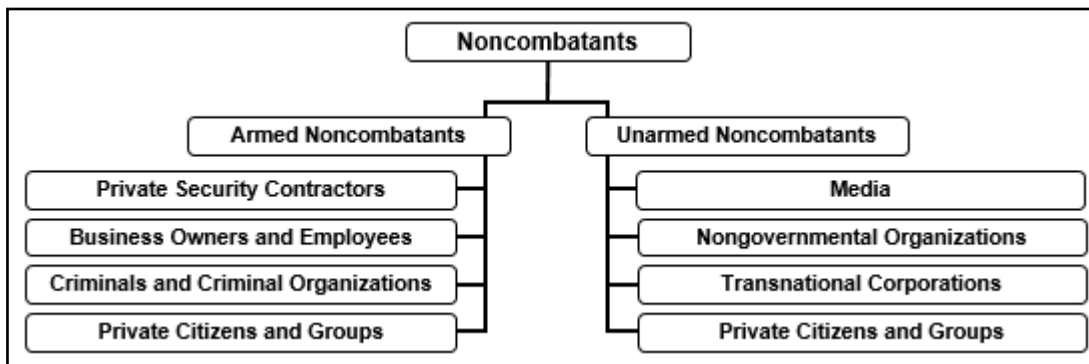 Noncombatants
Armed Noncombatants
Unarmed Noncombatants
Private Security Contractors
Media
Business Owners and Employees
Nongovernmental Organizations
Criminals and Criminal Organizations
Transnational Corporations
Private Citizens and Groups
Private Citizens and Groups